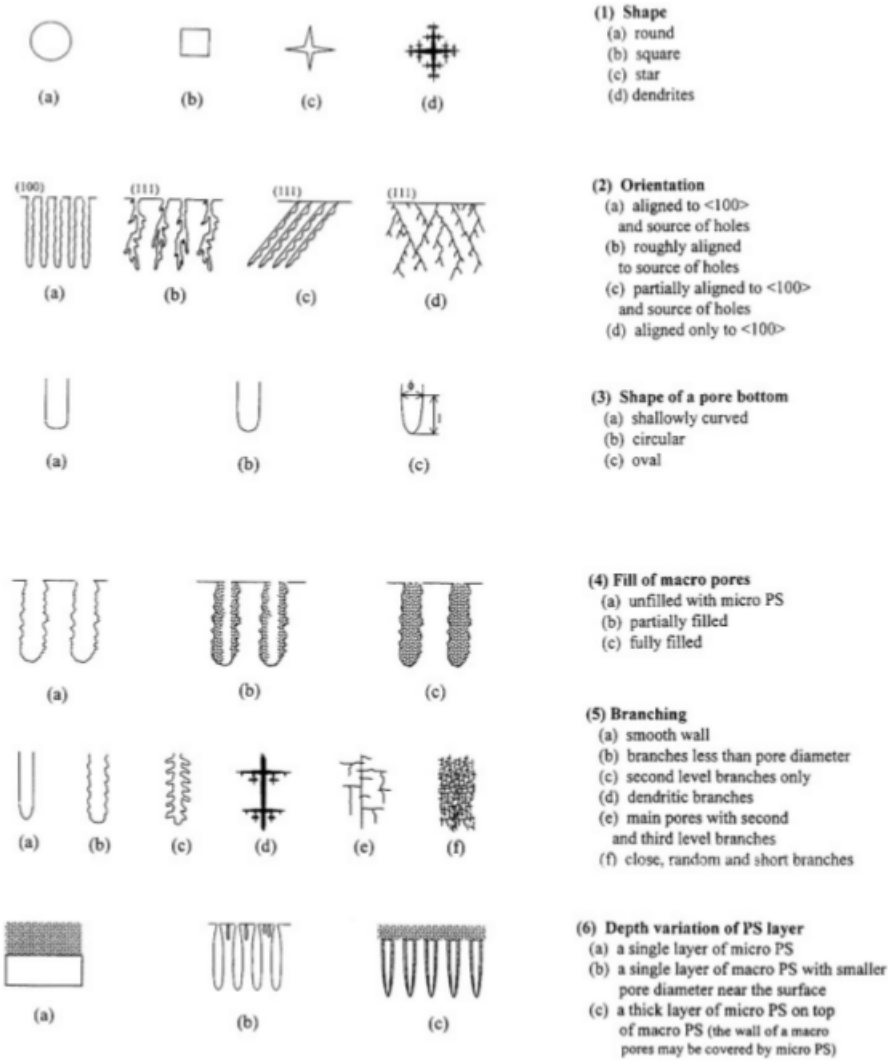 (a)
(b)
(c)
(d)
(1) Shape
(a) round
(b) square
(c) star
(d) dendrites
(100)
(111)
(111)
(111)
(a)
(b)
(c)
(d)
(2) Orientation
(a) aligned to <100>
and source of holes
(b) roughly aligned
to source of holes
(c) partially aligned to <100>
and source of holes
(d) aligned only to <100>
ϕ
l
(a)
(b)
(c)
(3) Shape of a pore bottom
(a) shallowly curved
(b) circular
(c) oval
(a)
(b)
(c)
(4) Fill of macro pores
(a) unfilled with micro PS
(b) partially filled
(c) fully filled
(a)
(b)
(c)
(d)
(e)
(f)
(5) Branching
(a) smooth wall
(b) branches less than pore diameter
(c) second level branches only
(d) dendritic branches
(e) main pores with second
and third level branches
(f) close, random and short branches
(a)
(b)
(c)
(6) Depth variation of PS layer
(a) a single layer of micro PS
(b) a single layer of macro PS with smaller
pore diameter near the surface
(c) a thick layer of micro PS on top
of macro PS (the wall of a macro
pores may be covered by micro PS)